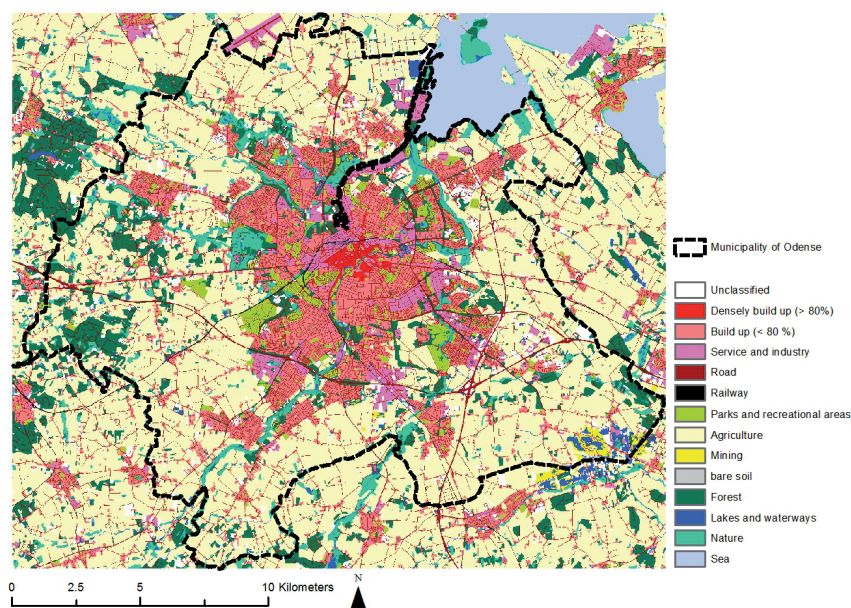 Municipality of Odense
Unclassified
Densely build up (> 80%)
Build up (< 80 %)
Service and industry
Road
Railway
Parks and recreational areas
Agriculture
Mining
bare soil
Forest
Lakes and waterways
Nature
Sea
0 2.5 5 10 Kilometers
N